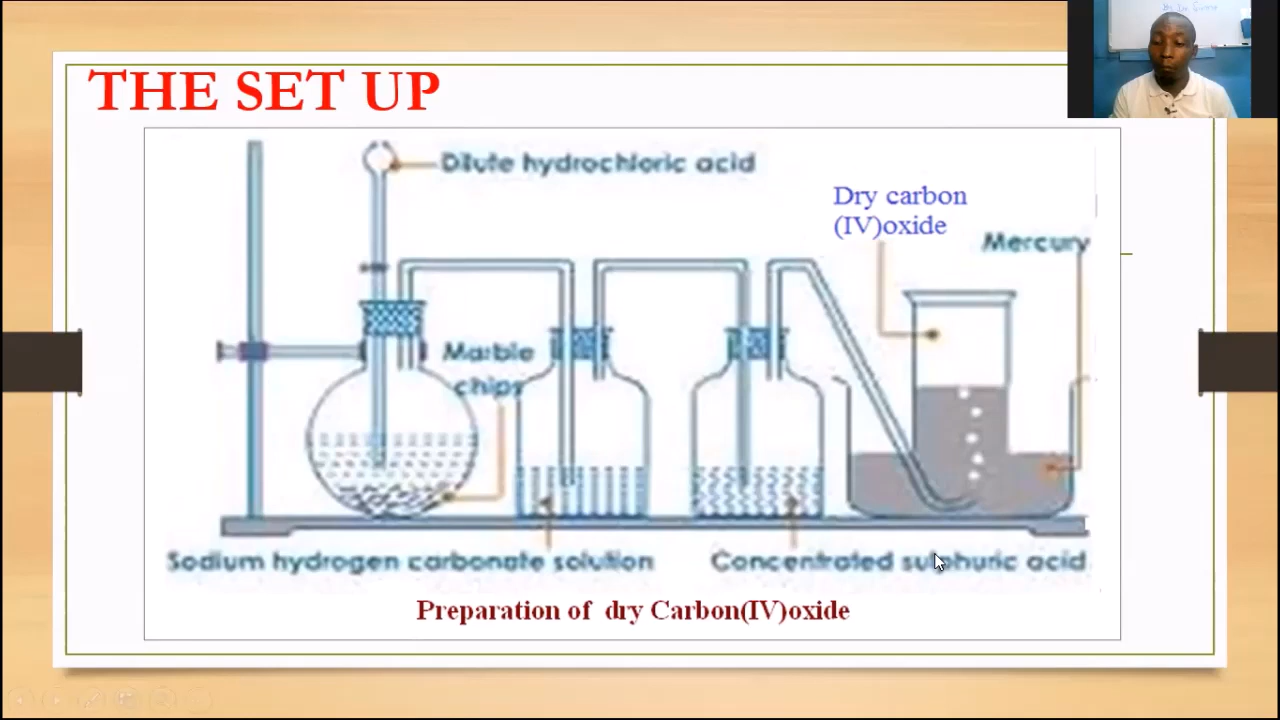 THE SET UP
Dilute hydrochloric acid
Dry carbon
(IV)oxide
Mercury
Marble
chips
Sodium hydrogen carbonate solution
Concentrated sulphuric acid
Preparation of dry Carbon(IV)oxide